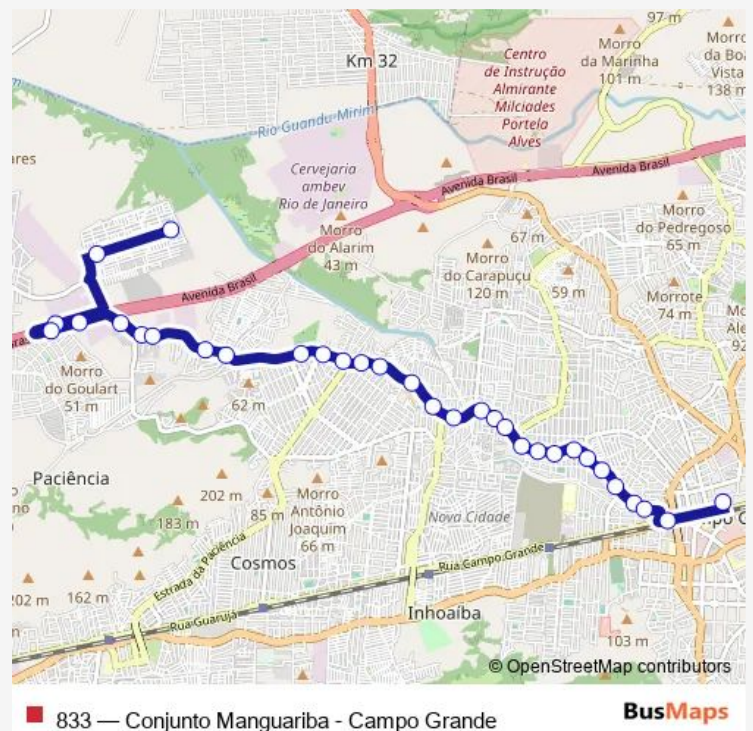 97 m
Morro
da Marinha
101 m
Morro
da Boa
Vista
138 m
Km 32
Centro
de Instrução
Almirante
Milciades
Portela
Alves
Rio Guandu Mirim
ares
Cervejaria
ambev
Rio de Janeiro
Avenida Brasil
Avenida Brasil
Morro
do Pedregoso
65 m
Morro
do Alarim
43 m
67 m
Morro
do Carapuçu
120 m
59 m
Avenida Brasil
Morrote
74 m
Morro
do Goulart
51 m
62 m
Paciência
202 m
183 m
85 m
Morro
Antônio
Joaquim
66 m
Nova Cidade
Estrada da Paciência
Cosmos
Rua Campo Grande
202 m
162 m
Rua Guarujá
Inhoaíba
103 m
© OpenStreetMap contributors
833 — Conjunto Manguariba - Campo Grande
BusMaps